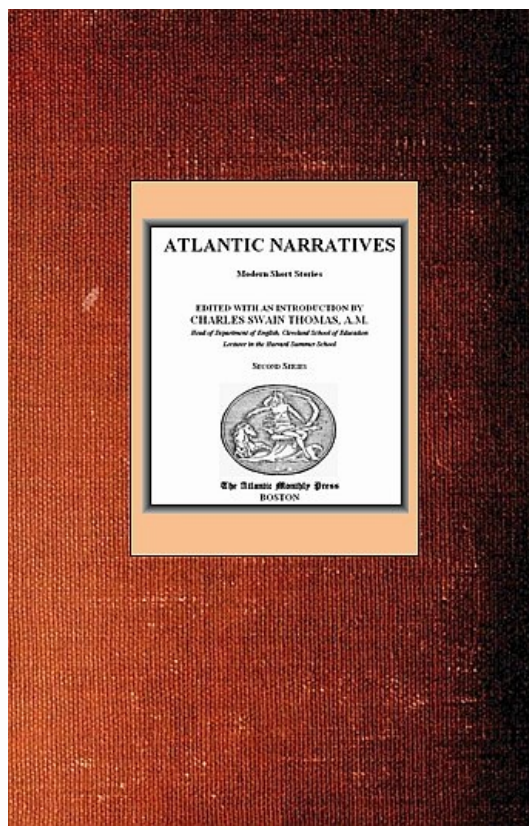 ATLANTIC NARRATIVES
Modern Short Stories
EDITED WITH AN INTRODUCTION BY
CHARLES SWAIN THOMAS, A.M.
Head of Department of English, Cleveland School of Education
Lecturer in the Harvard Summer School
SECOND SERIES
The Atlantic Monthly Press
BOSTON